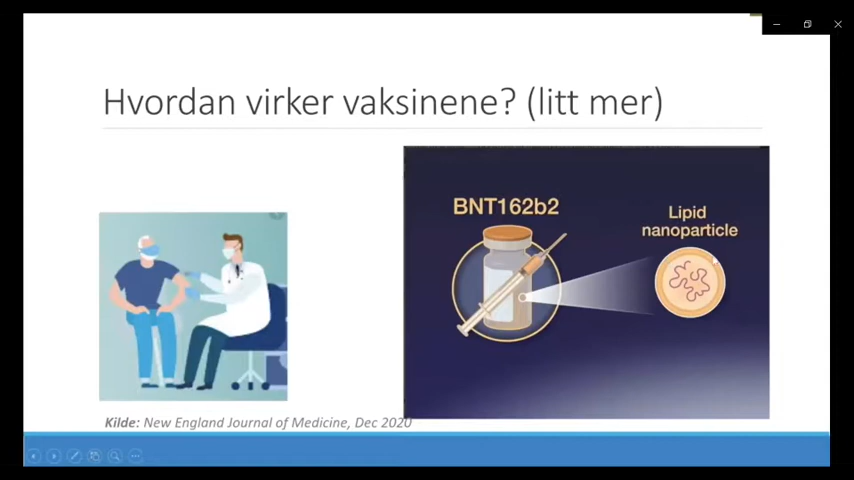 Hvordan virker vaksinene? (litt mer)
BNT162b2
Lipid
nanoparticle
Kilde: New England Journal of Medicine, Dec 2020